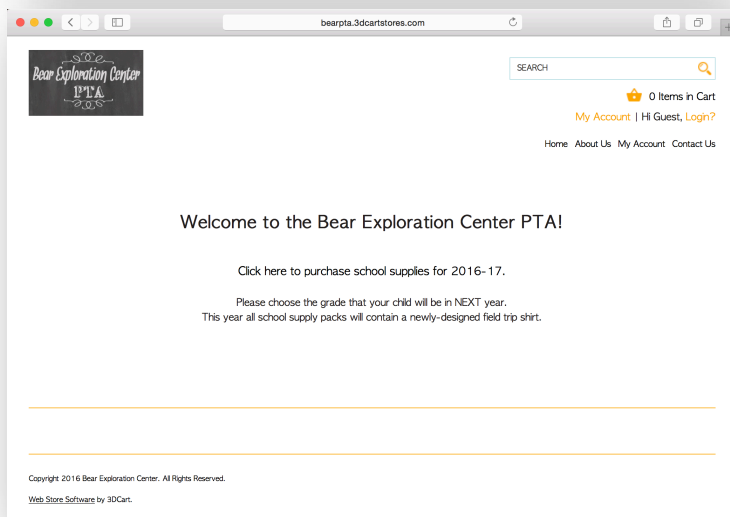 bearpta.3dcartstores.com
Bear Exploration Center
PTA
SEARCH
0 Items in Cart
My Account | Hi Guest, Login?
Home About Us My Account Contact Us
Welcome to the Bear Exploration Center PTA!
Click here to purchase school supplies for 2016-17.
Please choose the grade that your child will be in NEXT year.
This year all school supply packs will contain a newly-designed field trip shirt.
Copyright 2016 Bear Exploration Center. All Rights Reserved.
Web Store Software by 3DCart.